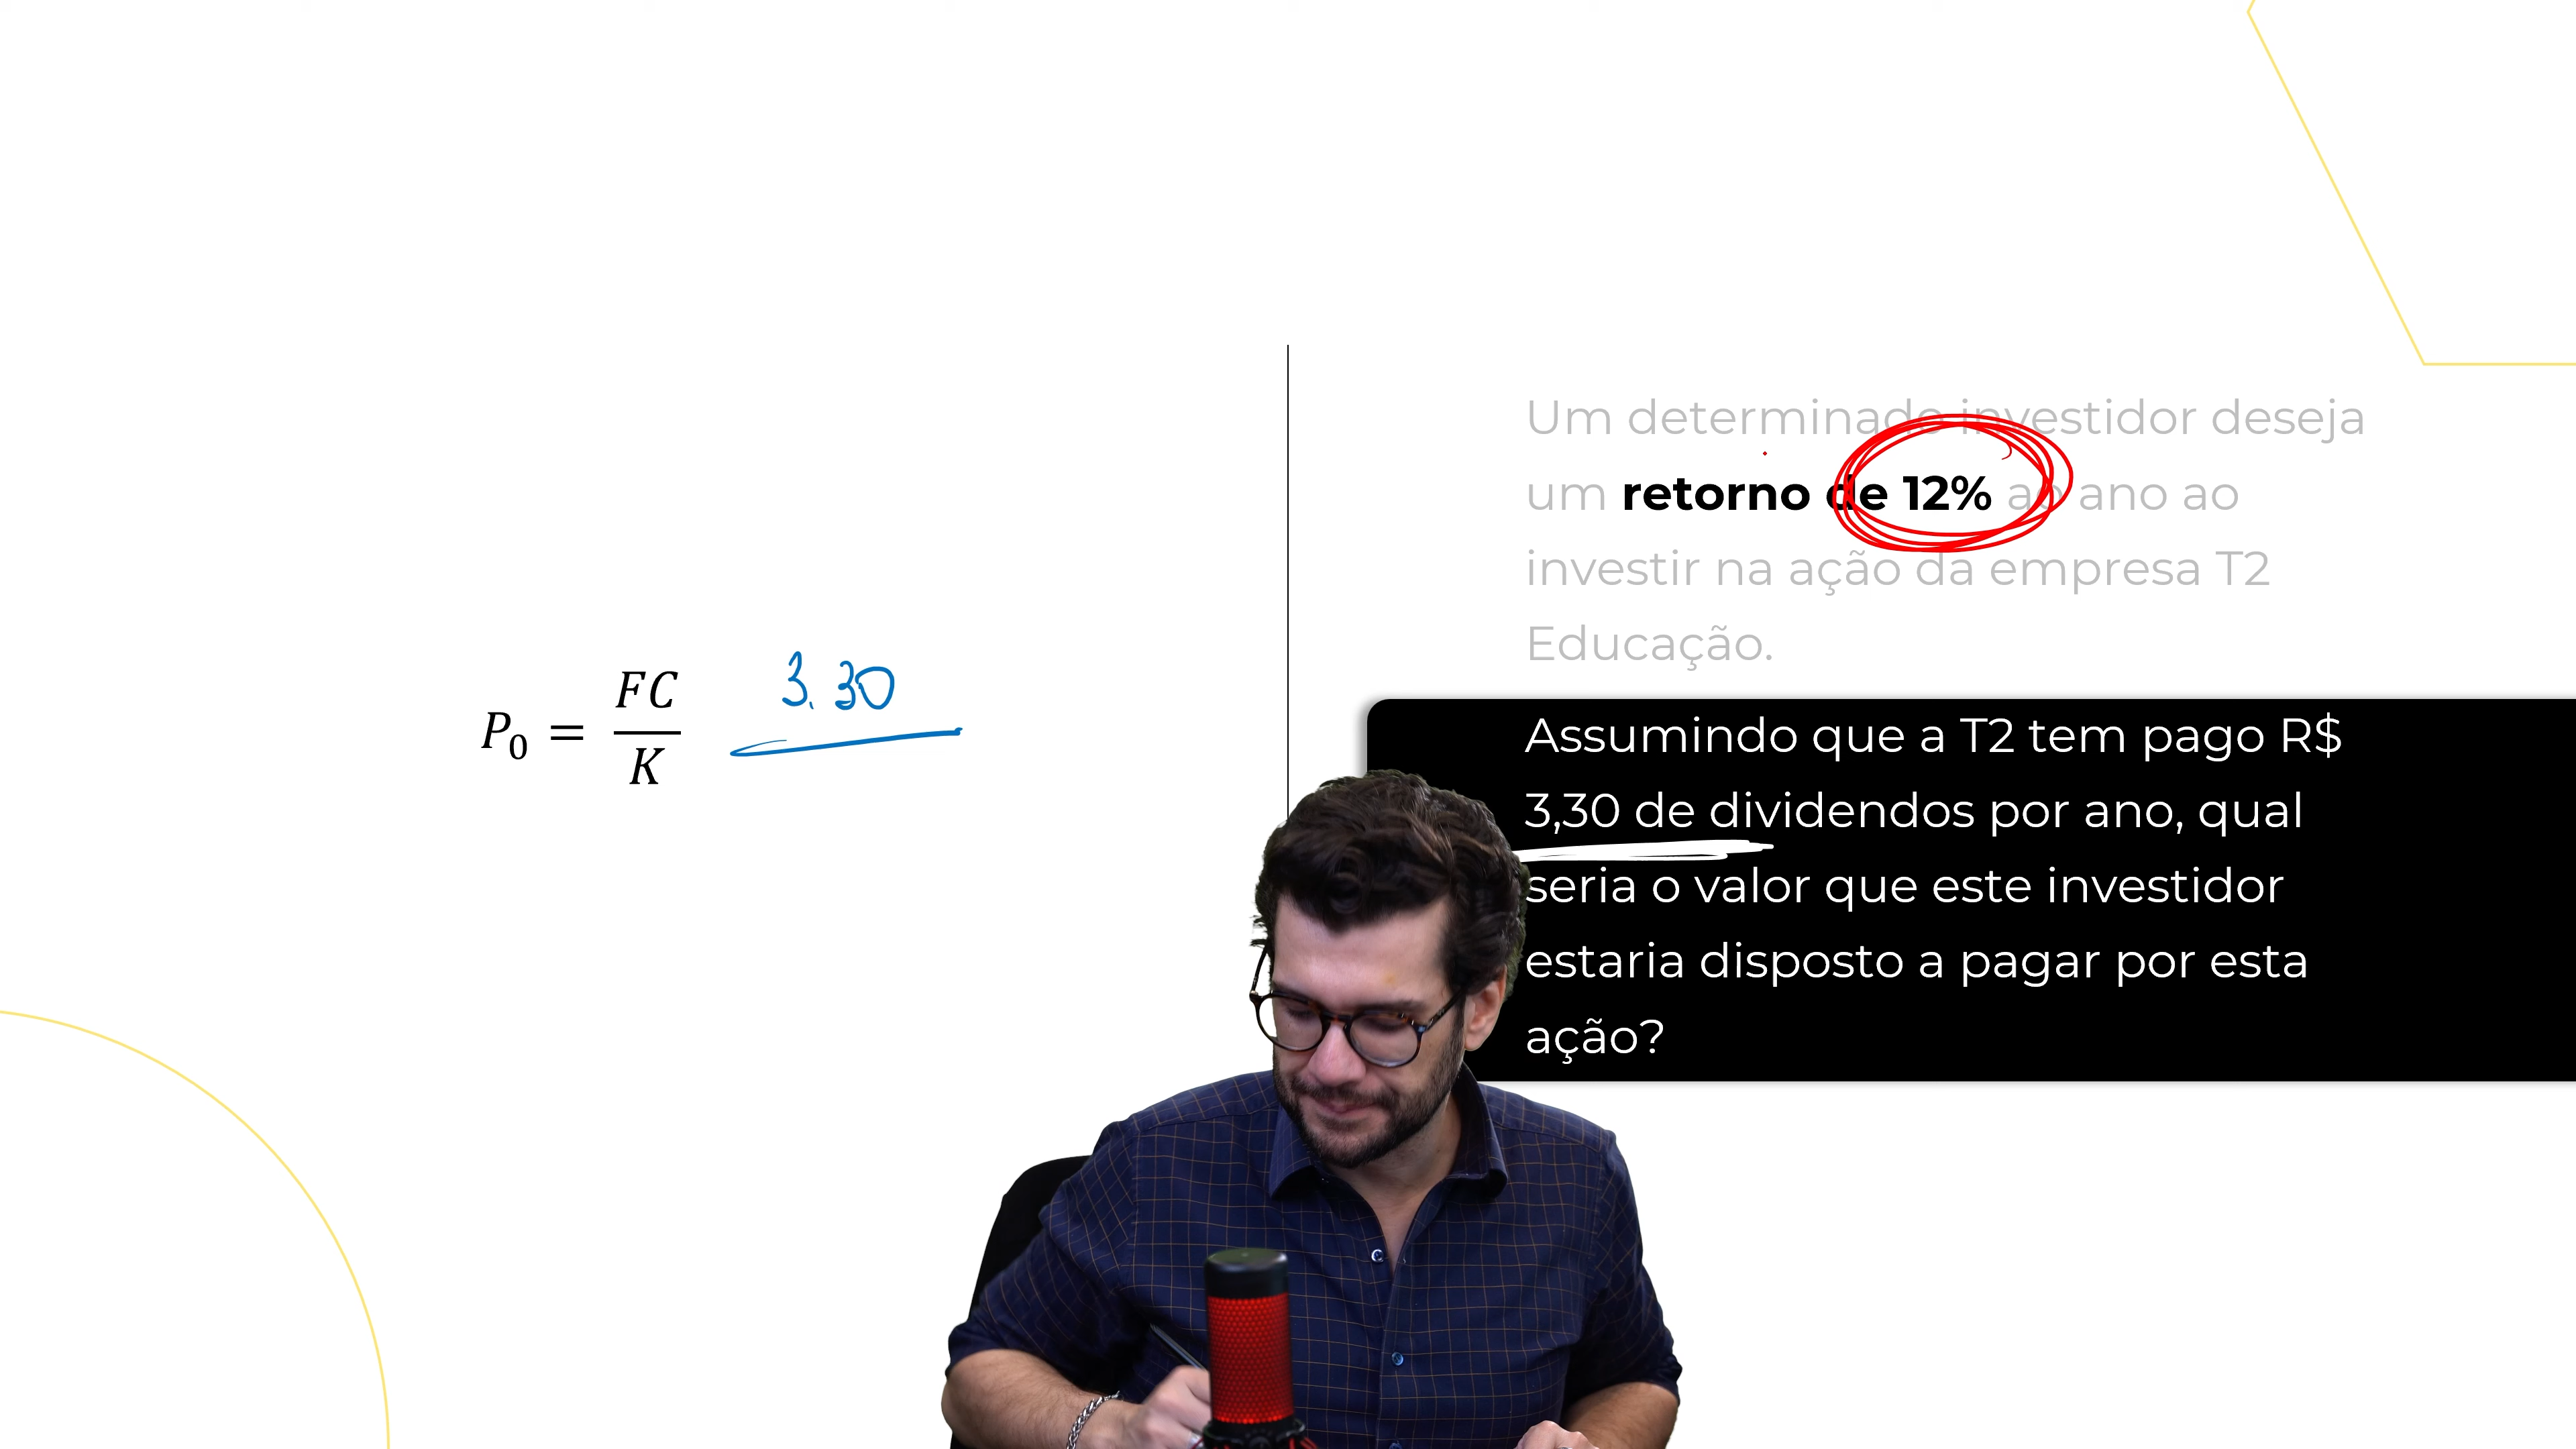 P₀ = FC / K
3.30
Um determinado investidor deseja
um retorno de 12% ao ano ao
investir na ação da empresa T2
Educação.
Assumindo que a T2 tem pago R$
3,30 de dividendos por ano, qual
seria o valor que este investidor
estaria disposto a pagar por esta
ação?